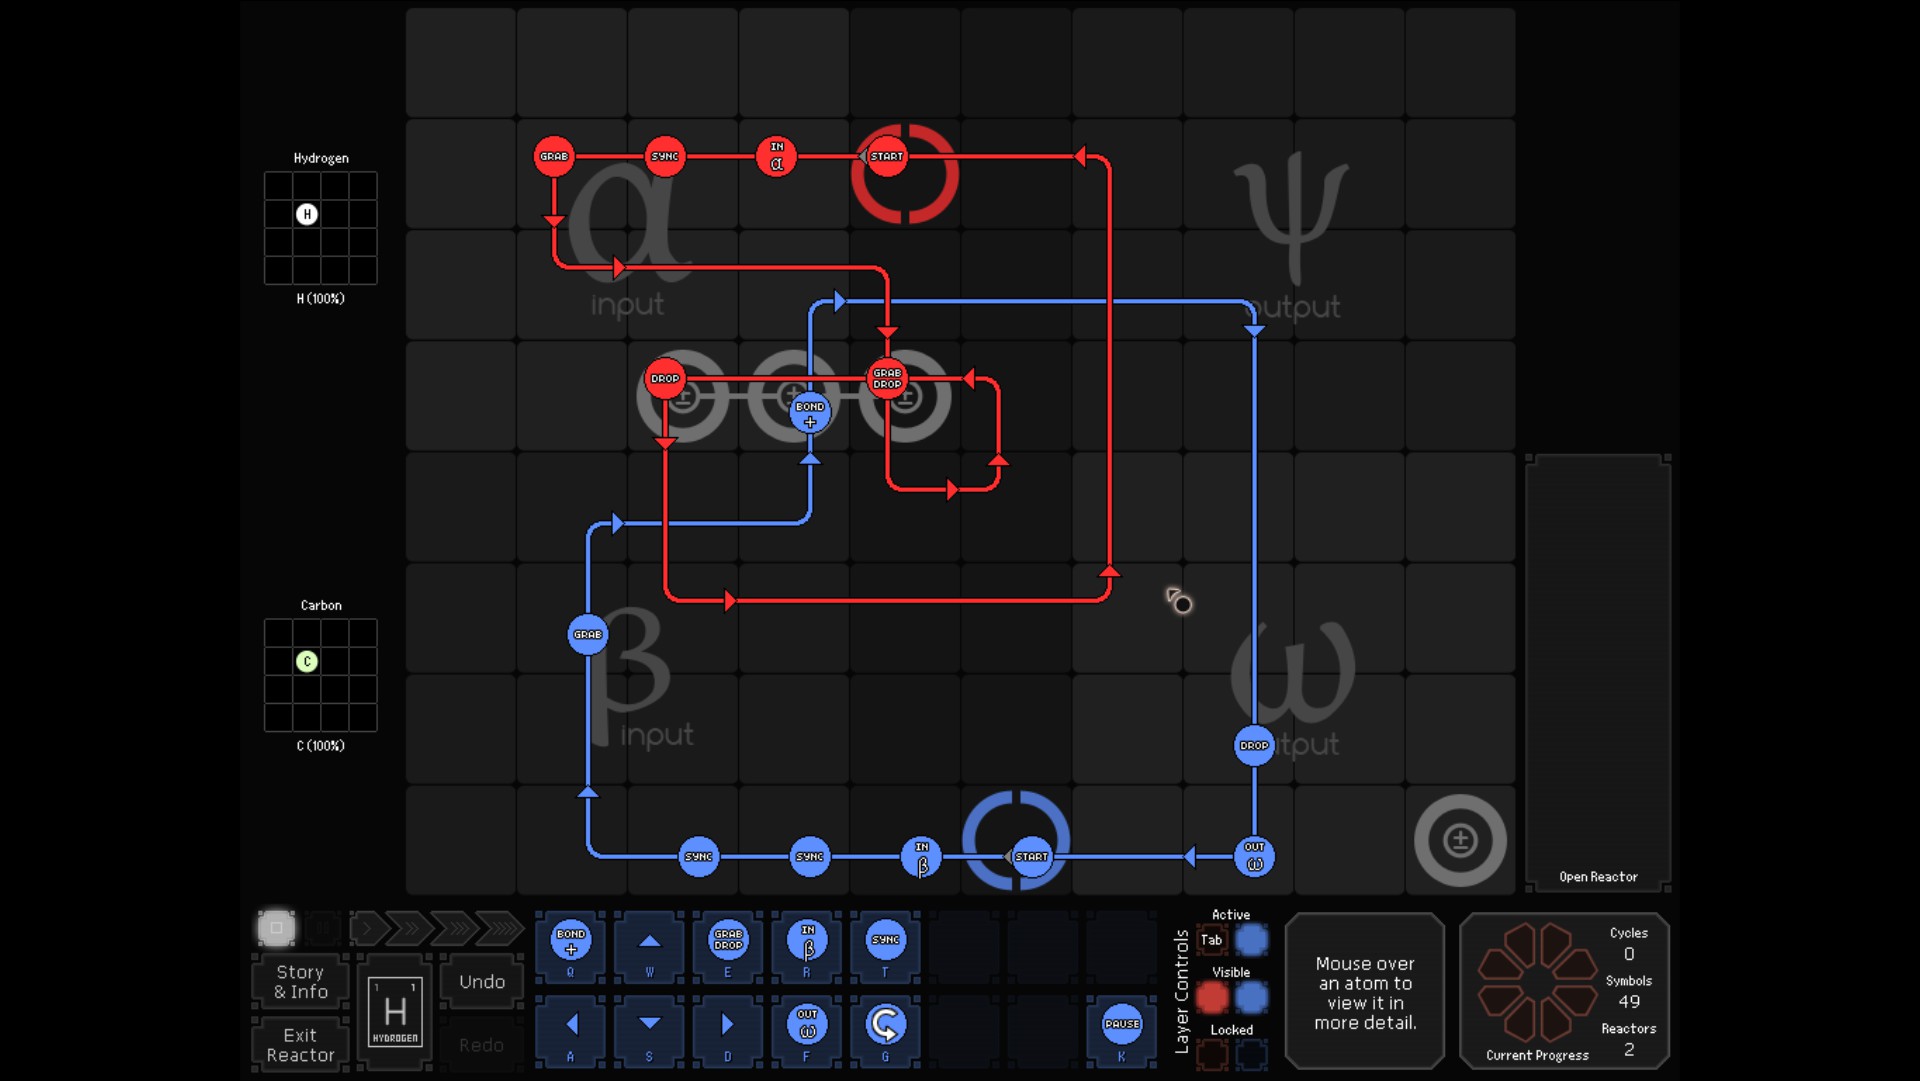 Hydrogen
H
H (100%)
Carbon
C
C (100%)
GRAB
SYNC
IN
α
START
α
input
ψ
output
DROP
GRAB
DROP
BOND
+
GRAB
β
input
ω
DROP
tput
SYNC
SYNC
IN
β
START
OUT
ω
Open Reactor
Story
& Info
Exit
Reactor
1 1
H
HYDROGEN
Undo
Redo
BOND
+
Q
W
GRAB
DROP
E
IN
β
R
SYNC
T
A
S
D
OUT
ω
F
G
PAUSE
K
Layer Controls
Active
Tab
Visible
Locked
Mouse over
an atom to
view it in
more detail.
Current Progress
Cycles
0
Symbols
49
Reactors
2